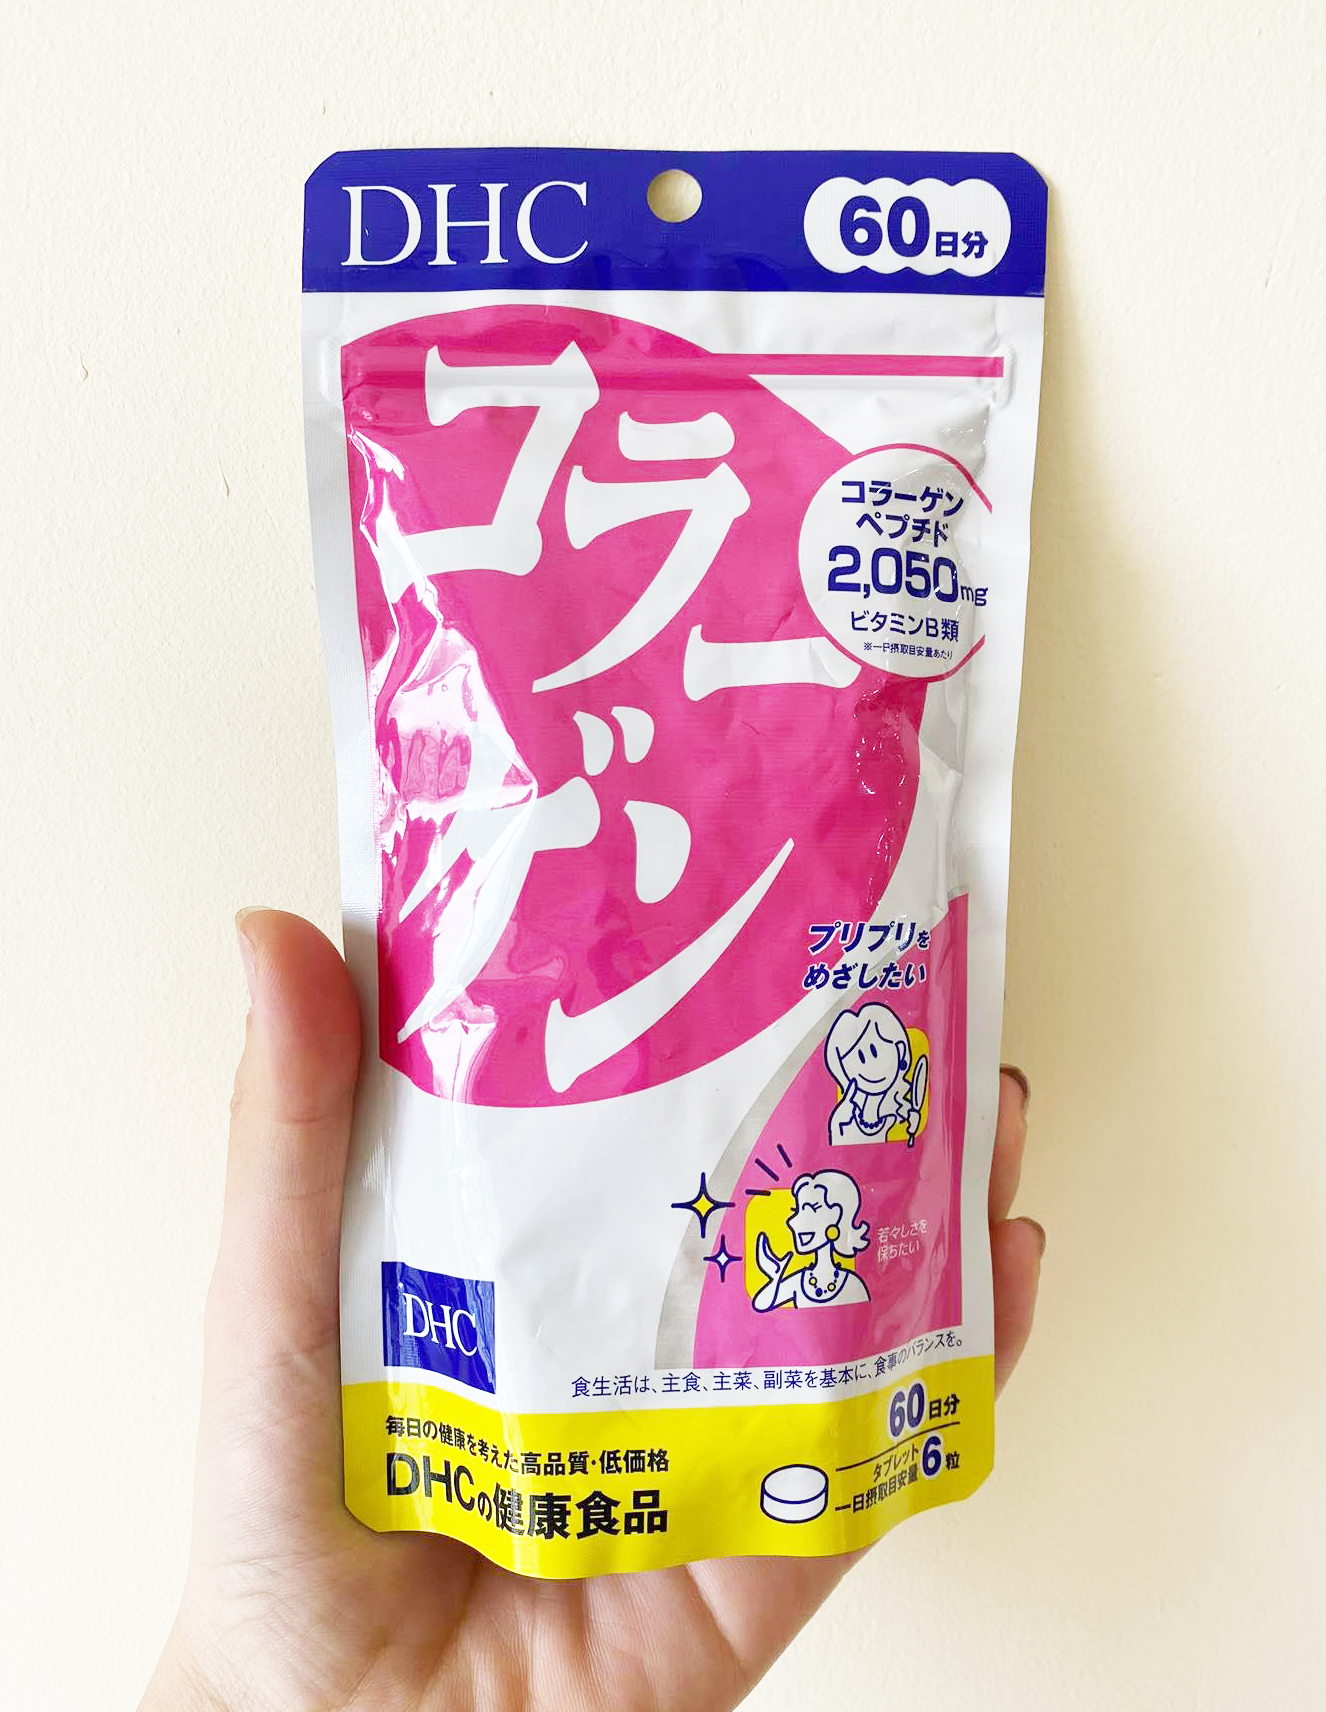 DHC
60日分
コラーゲン
コラーゲン
ペプチド
2,050mg
ビタミンB類
※一日摂取目安量あたり
プリプリを
めざしたい
若々しさを
保ちたい
DHC
食生活は、主食、主菜、副菜を基本に、食事のバランスを。
毎日の健康を考えた高品質・低価格
DHCの健康食品
60日分
タブレット
一日摂取目安量6粒